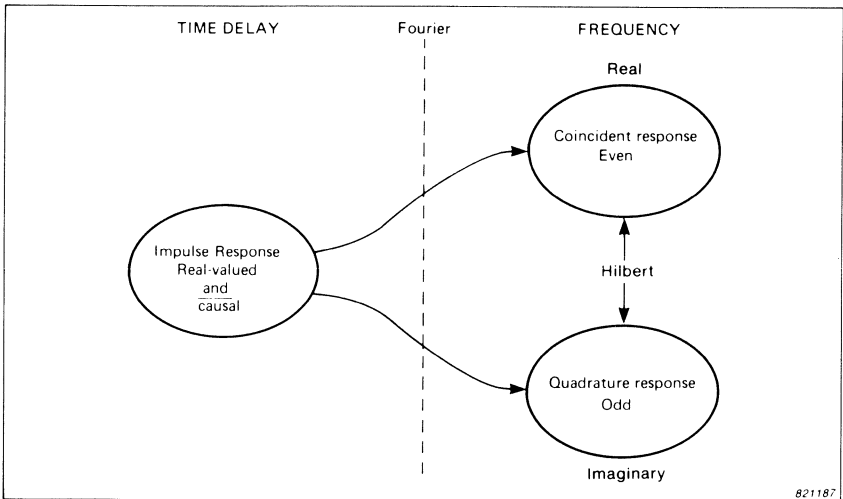 TIME DELAY Fourier FREQUENCY
Real
Coincident response
Even
Impulse Response
Real-valued
and
causal
Hilbert
Quadrature response
Odd
Imaginary
821187